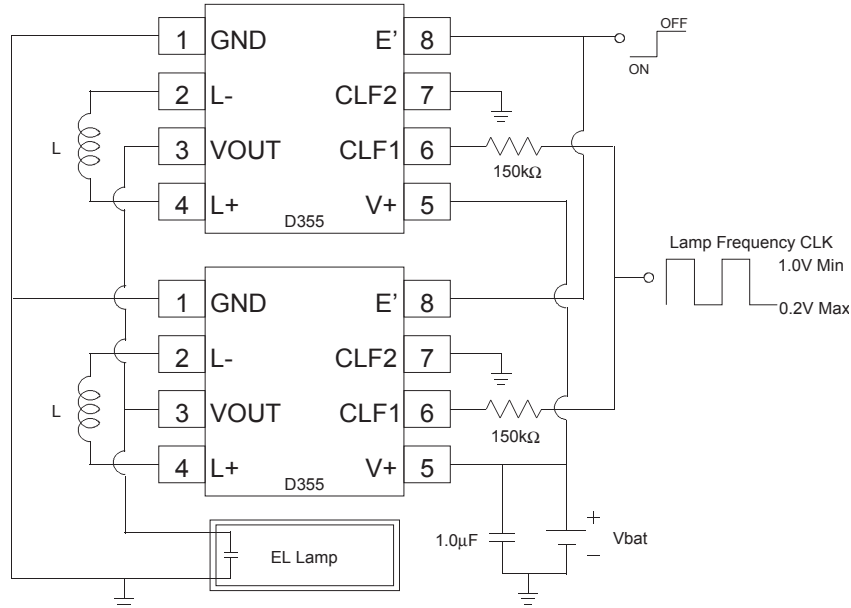 1 GND E' 8
OFF
ON
2 L- CLF2 7
L
3 VOUT CLF1 6
150kΩ
4 L+ V+ 5
D355
Lamp Frequency CLK
1.0V Min
0.2V Max
1 GND E' 8
2 L- CLF2 7
L
3 VOUT CLF1 6
150kΩ
4 L+ V+ 5
D355
EL Lamp
1.0µF
+
Vbat
−